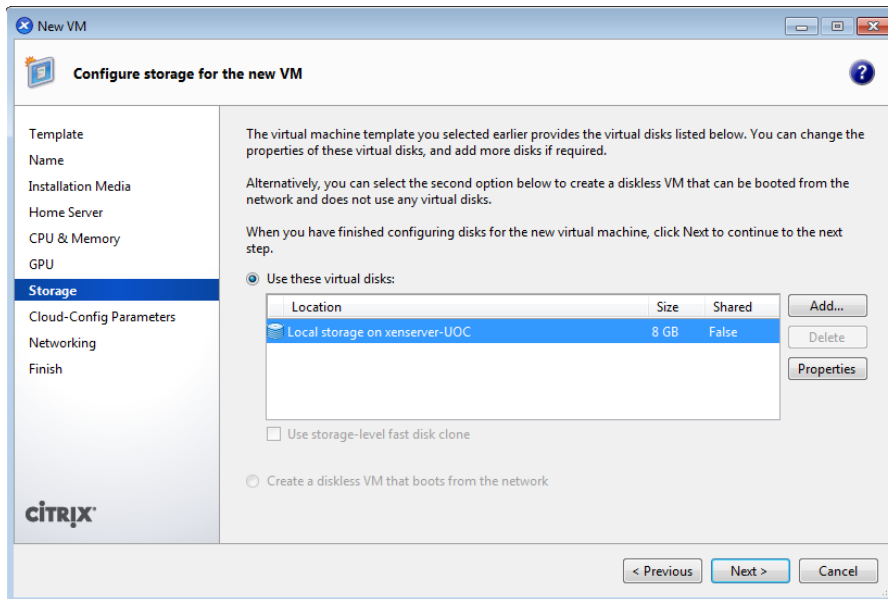 New VM
Configure storage for the new VM
?
Template
Name
Installation Media
Home Server
CPU & Memory
GPU
Storage
Cloud-Config Parameters
Networking
Finish
CİTRIX
The virtual machine template you selected earlier provides the virtual disks listed below. You can change the
properties of these virtual disks, and add more disks if required.
Alternatively, you can select the second option below to create a diskless VM that can be booted from the
network and does not use any virtual disks.
When you have finished configuring disks for the new virtual machine, click Next to continue to the next
step.
Use these virtual disks:
Location Size Shared
Local storage on xenserver-UOC 8 GB False
Add...
Delete
Properties
Use storage-level fast disk clone
Create a diskless VM that boots from the network
< Previous Next > Cancel